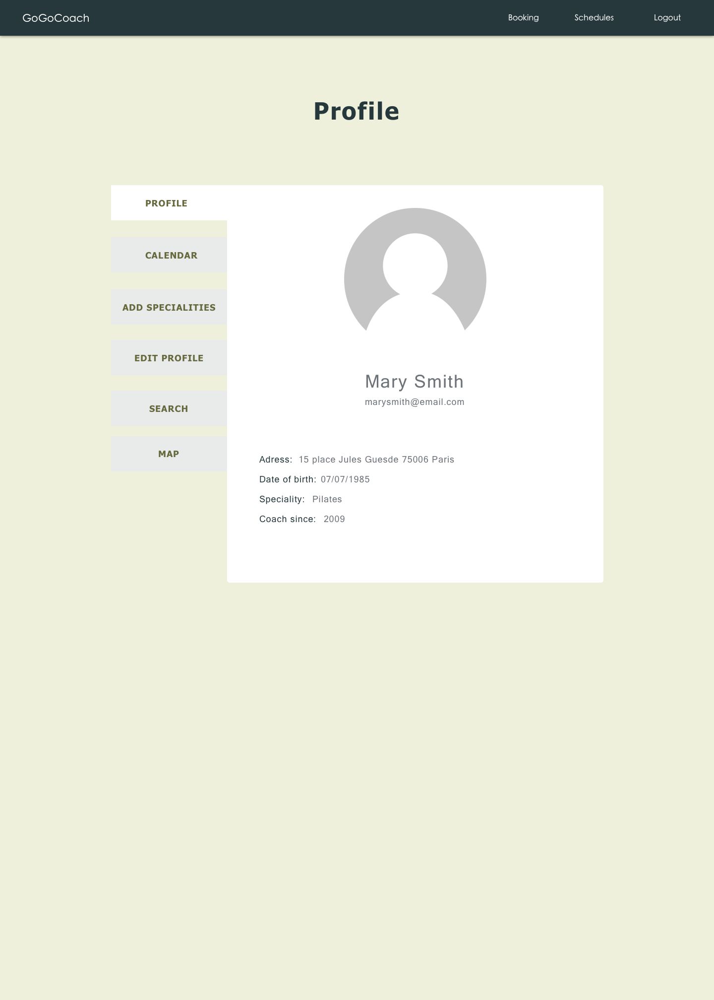 GoGoCoach Booking Schedules Logout
Profile
PROFILE
CALENDAR
ADD SPECIALITIES
EDIT PROFILE
SEARCH
MAP
Mary Smith
marysmith@email.com
Adress: 15 place Jules Guesde 75006 Paris
Date of birth: 07/07/1985
Speciality: Pilates
Coach since: 2009